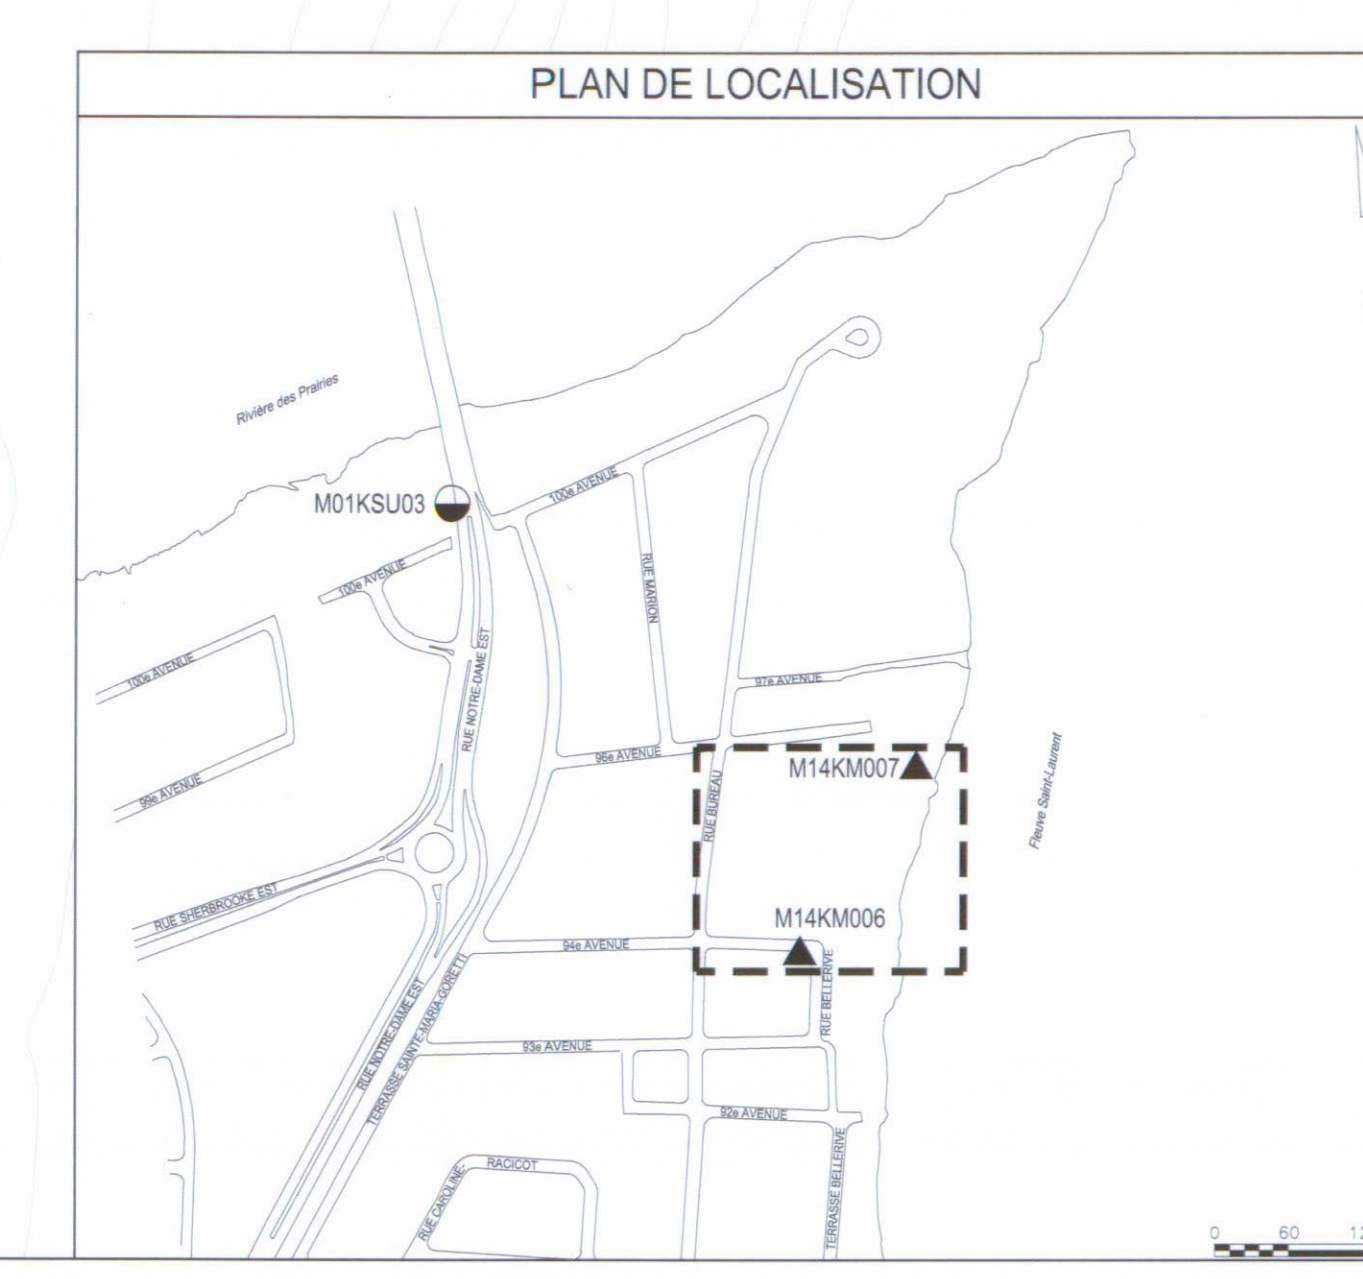 PLAN DE LOCALISATION
Rivière des Prairies
M01KSU03
100e AVENUE
100e AVENUE
RUE MARION
100e AVENUE
RUE NOTRE-DAME EST
97e AVENUE
96e AVENUE
M14KM007
99e AVENUE
RUE BUREAU
Fleuve Saint-Laurent
RUE SHERBROOKE EST
M14KM006
94e AVENUE
RUE BELLERIVE
RUE NOTRE-DAME EST
TERRASSE SAINTE-MARIA-GORETTI
93e AVENUE
92e AVENUE
RUE CAROLINE-
RACICOT
TERRASSE BELLERIVE
0 60